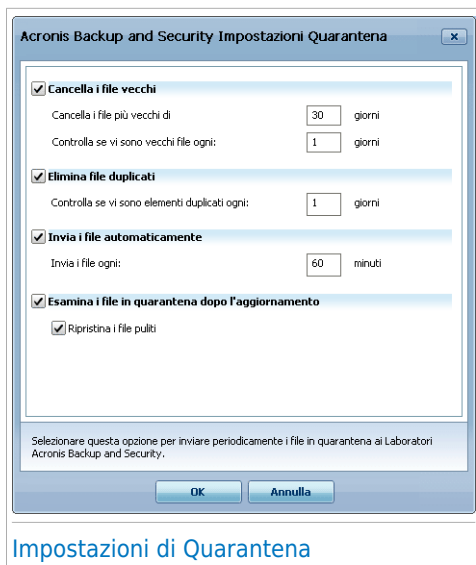 Acronis Backup and Security Impostazioni Quarantena
Cancella i file vecchi
Cancella i file più vecchi di 30 giorni
Controlla se vi sono vecchi file ogni: 1 giorni
Elimina file duplicati
Controlla se vi sono elementi duplicati ogni: 1 giorni
Invia i file automaticamente
Invia i file ogni: 60 minuti
Esamina i file in quarantena dopo l'aggiornamento
Ripristina i file puliti
Selezionare questa opzione per inviare periodicamente i file in quarantena ai Laboratori
Acronis Backup and Security.
OK Annulla
Impostazioni di Quarantena